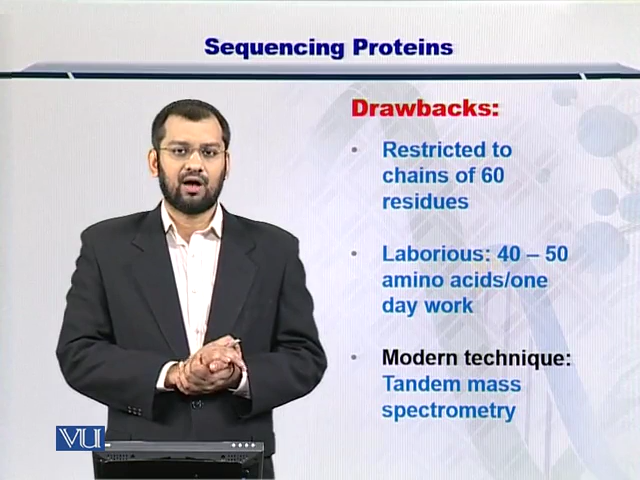 Sequencing Proteins
Drawbacks:
• Restricted to
chains of 60
residues
• Laborious: 40 – 50
amino acids/one
day work
• Modern technique:
Tandem mass
spectrometry
VU